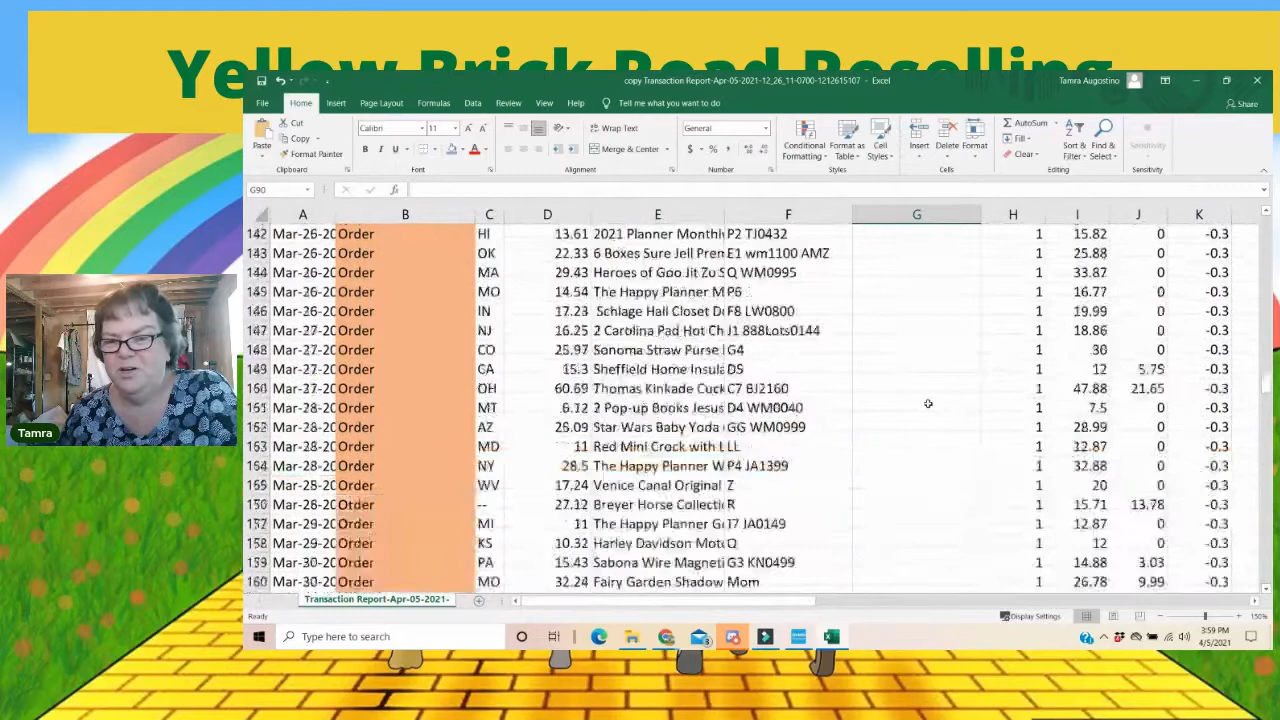 Yellow Brick Road Reselling
copy Transaction Report-Apr-05-2021-12_26_11-0700-1212615107 - Excel
Tamra Augostino
File Home Insert Page Layout Formulas Data Review View Help Tell me what you want to do
Share
Paste
Cut
Copy
Format Painter
Clipboard
Calibri 11
B I U
Font
Wrap Text
Merge & Center
Alignment
General
$ % ,
Number
Conditional Formatting
Format as Table
Cell Styles
Styles
Insert Delete Format
Cells
AutoSum
Fill
Clear
Sort & Filter
Find & Select
Editing
Sensitivity
Sensitivity
G90
fx
A B C D E F G H I J K
142 Mar-26-20 Order HI 13.61 2021 Planner Monthl P2 TJ0432 1 15.82 0 -0.3
143 Mar-26-20 Order OK 22.33 6 Boxes Sure Jell Prem E1 wm1100 AMZ 1 25.88 0 -0.3
144 Mar-26-20 Order MA 29.43 Heroes of Goo Jit Zu S Q WM0995 1 33.87 0 -0.3
145 Mar-26-20 Order MO 14.54 The Happy Planner M P6 1 16.77 0 -0.3
146 Mar-26-20 Order IN 17.23 Schlage Hall Closet D F8 LW0800 1 19.99 0 -0.3
147 Mar-26-20 Order NJ 16.25 2 Carolina Pad Hot Ch J1 888Lots0144 1 18.86 0 -0.3
148 Mar-27-20 Order CO 25.97 Sonoma Straw Purse G4 1 30 0 -0.3
149 Mar-27-20 Order CA 15.3 Sheffield Home Insula DS 1 12 5.75 -0.3
Mar-27-20 Order OH 60.69 Thomas Kinkade Cuck C7 BJ2160 1 47.88 21.65 -0.3
Mar-28-20 Order MT 6.12 2 Pop-up Books Jesus D4 WM0040 1 7.5 0 -0.3
Mar-28-20 Order AZ Star Wars Baby Yoda GG WM0999 1 28.99 0 -0.3
Mar-28-20 Order MD 11 Red Mini Crock with L LL 1 12.87 0 -0.3
Mar-28-20 Order NY 28.5 The Happy Planner W P4 JA1399 1 32.88 0 -0.3
Mar-28-20 Order WV 17.24 Venice Canal Original Z 1 20 0 -0.3
Mar-28-20 Order -- Breyer Horse Collecti R 1 15.71 13.78 -0.3
157 Mar-29-20 Order MI 11 The Happy Planner G I7 JA0149 1 12.87 0 -0.3
158 Mar-29-20 Order KS 10.32 Harley Davidson Mot Q 1 12 0 -0.3
159 Mar-30-20 Order PA 15.43 Sabona Wire Magneti G3 KN0499 1 14.88 3.03 -0.3
160 Mar-30-20 Order MO 32.24 Fairy Garden Shadow Mom 1 26.78 9.99 -0.3
Tamra
Transaction Report-Apr-05-2021-
Ready
Display Settings
150%
Type here to search
3:59 PM
4/5/2021